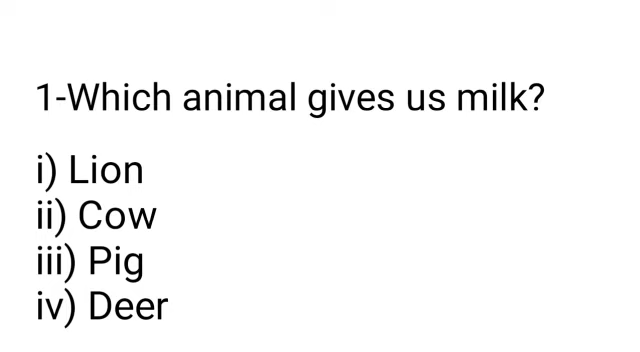 1-Which animal gives us milk?
i) Lion
ii) Cow
iii) Pig
iv) Deer